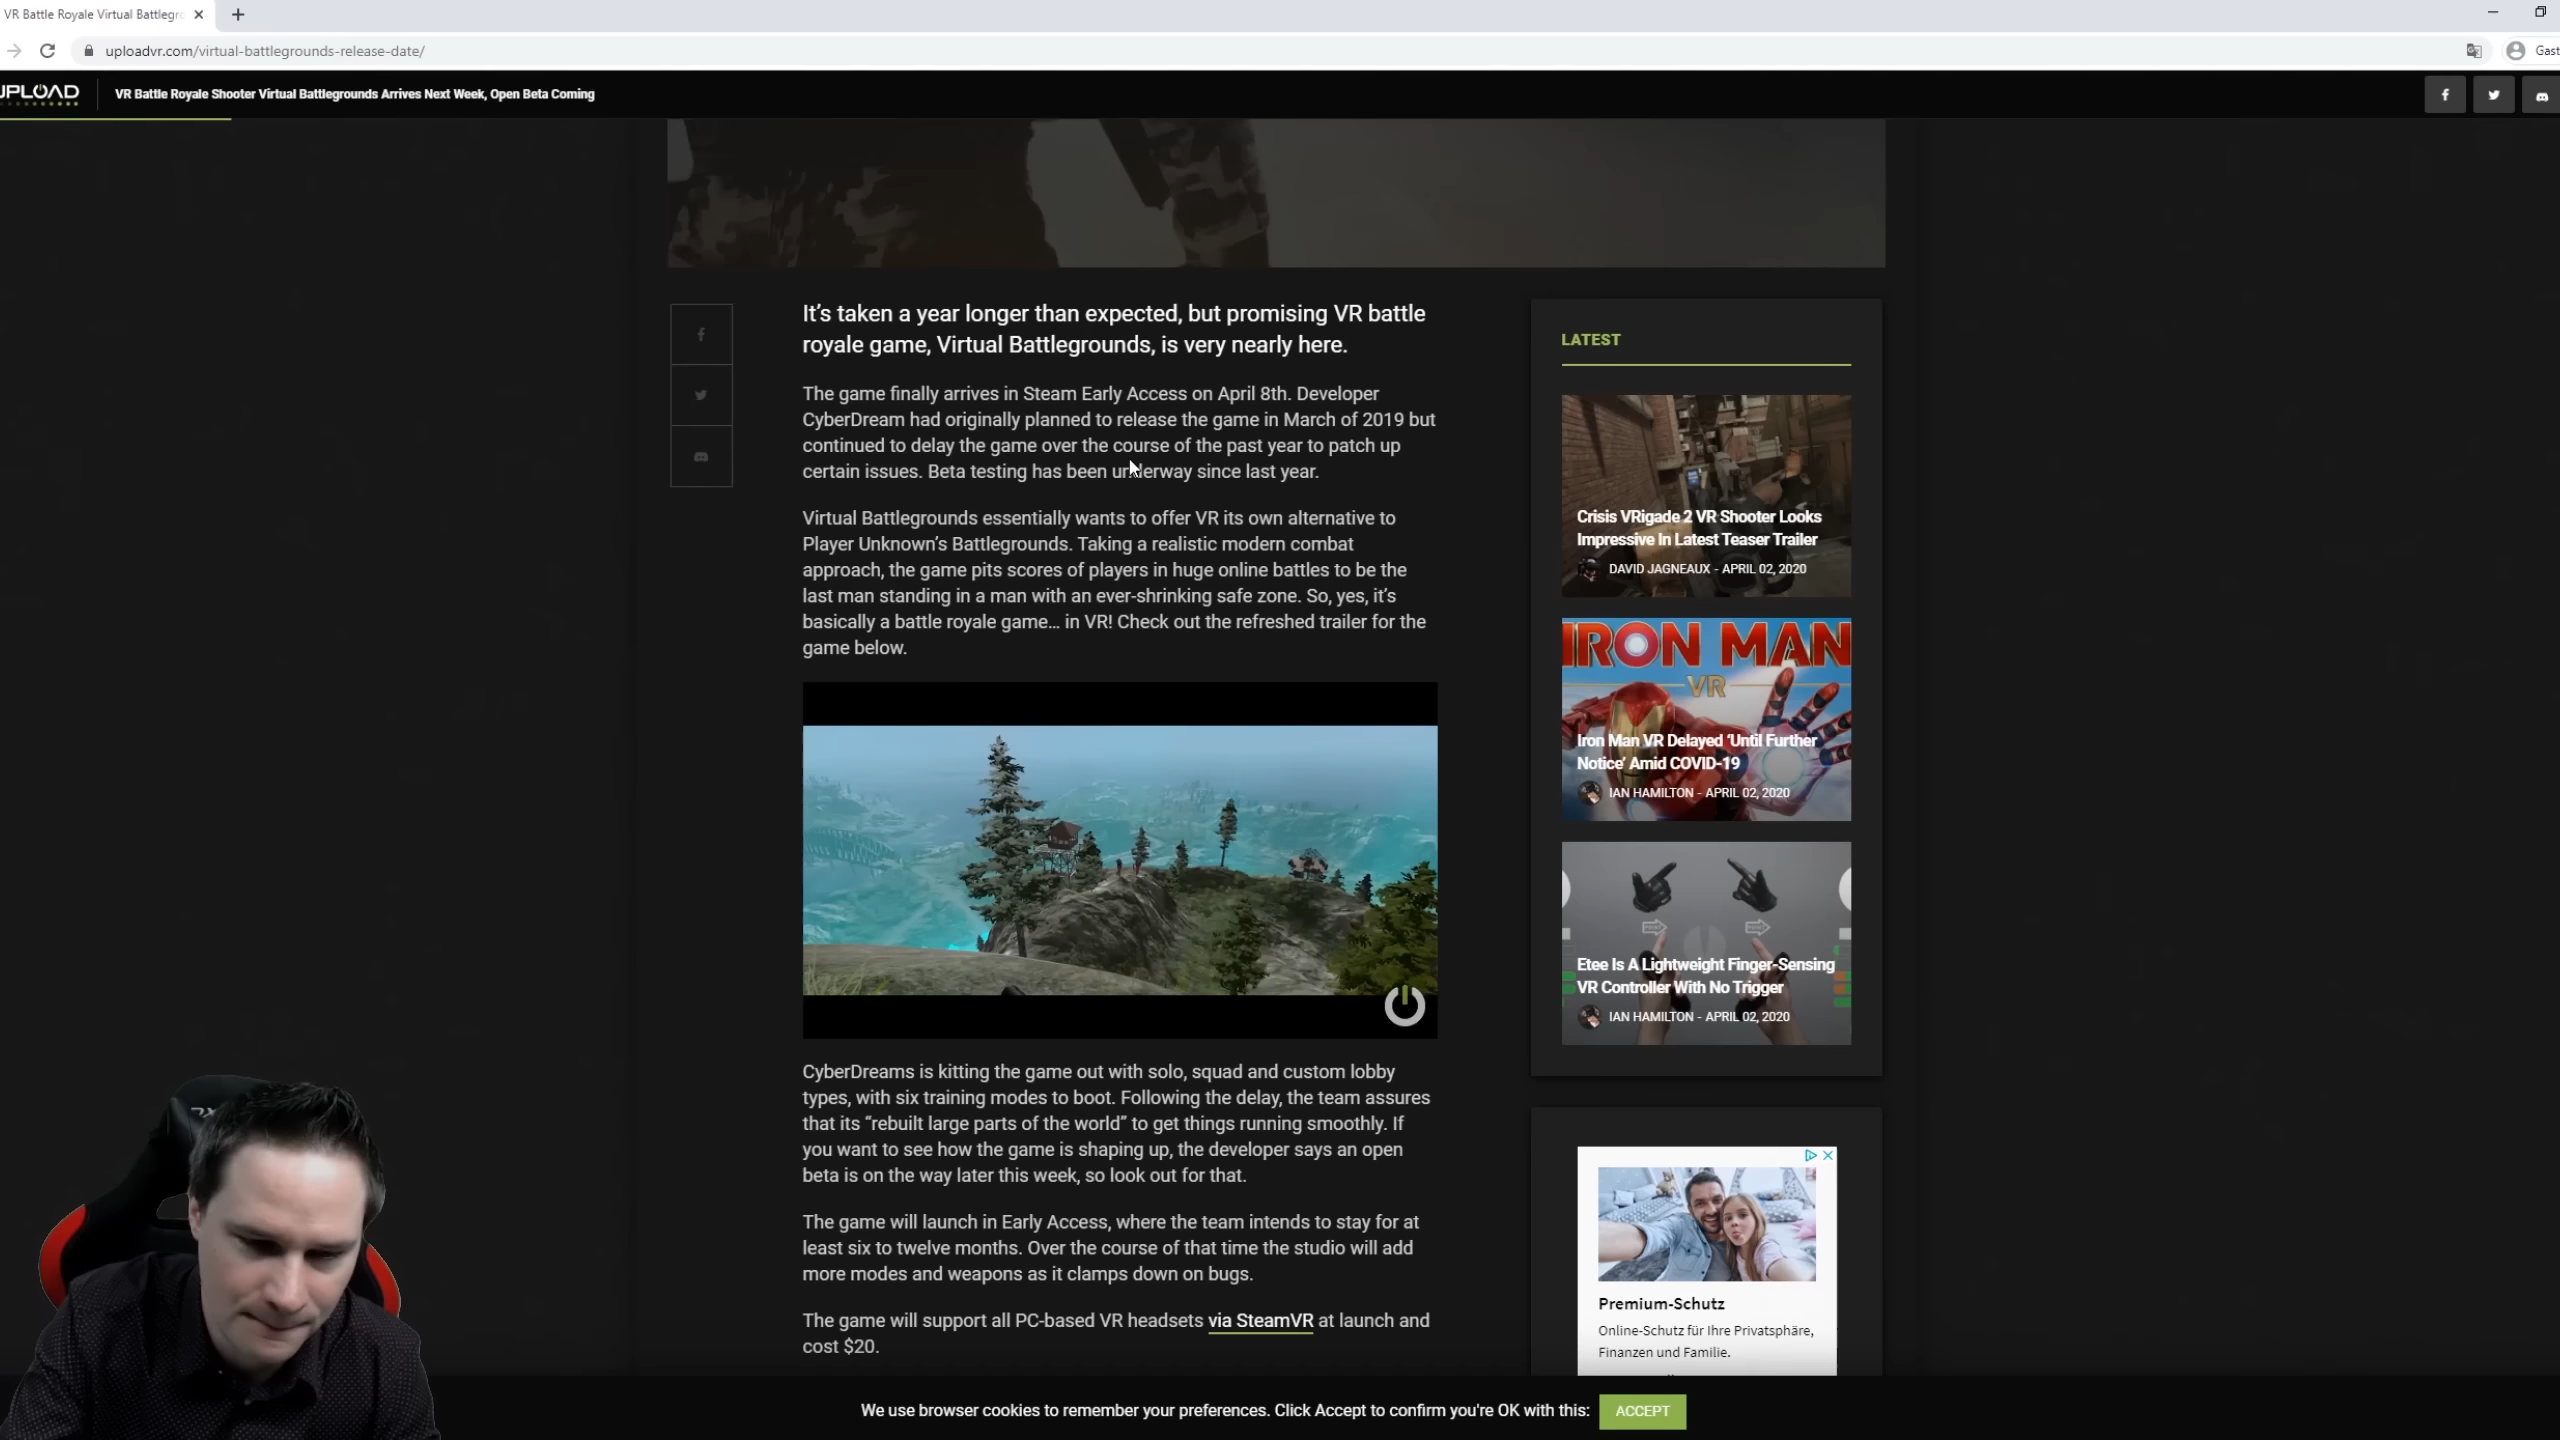 VR Battle Royale Virtual Battlegr
uploadvr.com/virtual-battlegrounds-release-date/
Gast
UPLOAD
VR Battle Royale Shooter Virtual Battlegrounds Arrives Next Week, Open Beta Coming
It's taken a year longer than expected, but promising VR battle
royale game, Virtual Battlegrounds, is very nearly here.
The game finally arrives in Steam Early Access on April 8th. Developer
CyberDream had originally planned to release the game in March of 2019 but
continued to delay the game over the course of the past year to patch up
certain issues. Beta testing has been underway since last year.
Virtual Battlegrounds essentially wants to offer VR its own alternative to
Player Unknown's Battlegrounds. Taking a realistic modern combat
approach, the game pits scores of players in huge online battles to be the
last man standing in a man with an ever-shrinking safe zone. So, yes, it's
basically a battle royale game... in VR! Check out the refreshed trailer for the
game below.
CyberDreams is kitting the game out with solo, squad and custom lobby
types, with six training modes to boot. Following the delay, the team assures
that its “rebuilt large parts of the world” to get things running smoothly. If
you want to see how the game is shaping up, the developer says an open
beta is on the way later this week, so look out for that.
The game will launch in Early Access, where the team intends to stay for at
least six to twelve months. Over the course of that time the studio will add
more modes and weapons as it clamps down on bugs.
The game will support all PC-based VR headsets via SteamVR at launch and
cost $20.
LATEST
Crisis VRigade 2 VR Shooter Looks
Impressive In Latest Teaser Trailer
DAVID JAGNEAUX - APRIL 02, 2020
IRON MAN
VR
Iron Man VR Delayed ‘Until Further
Notice’ Amid COVID-19
IAN HAMILTON - APRIL 02, 2020
Etee Is A Lightweight Finger-Sensing
VR Controller With No Trigger
IAN HAMILTON - APRIL 02, 2020
Premium-Schutz
Online-Schutz für Ihre Privatsphäre,
Finanzen und Familie.
We use browser cookies to remember your preferences. Click Accept to confirm you're OK with this:
ACCEPT